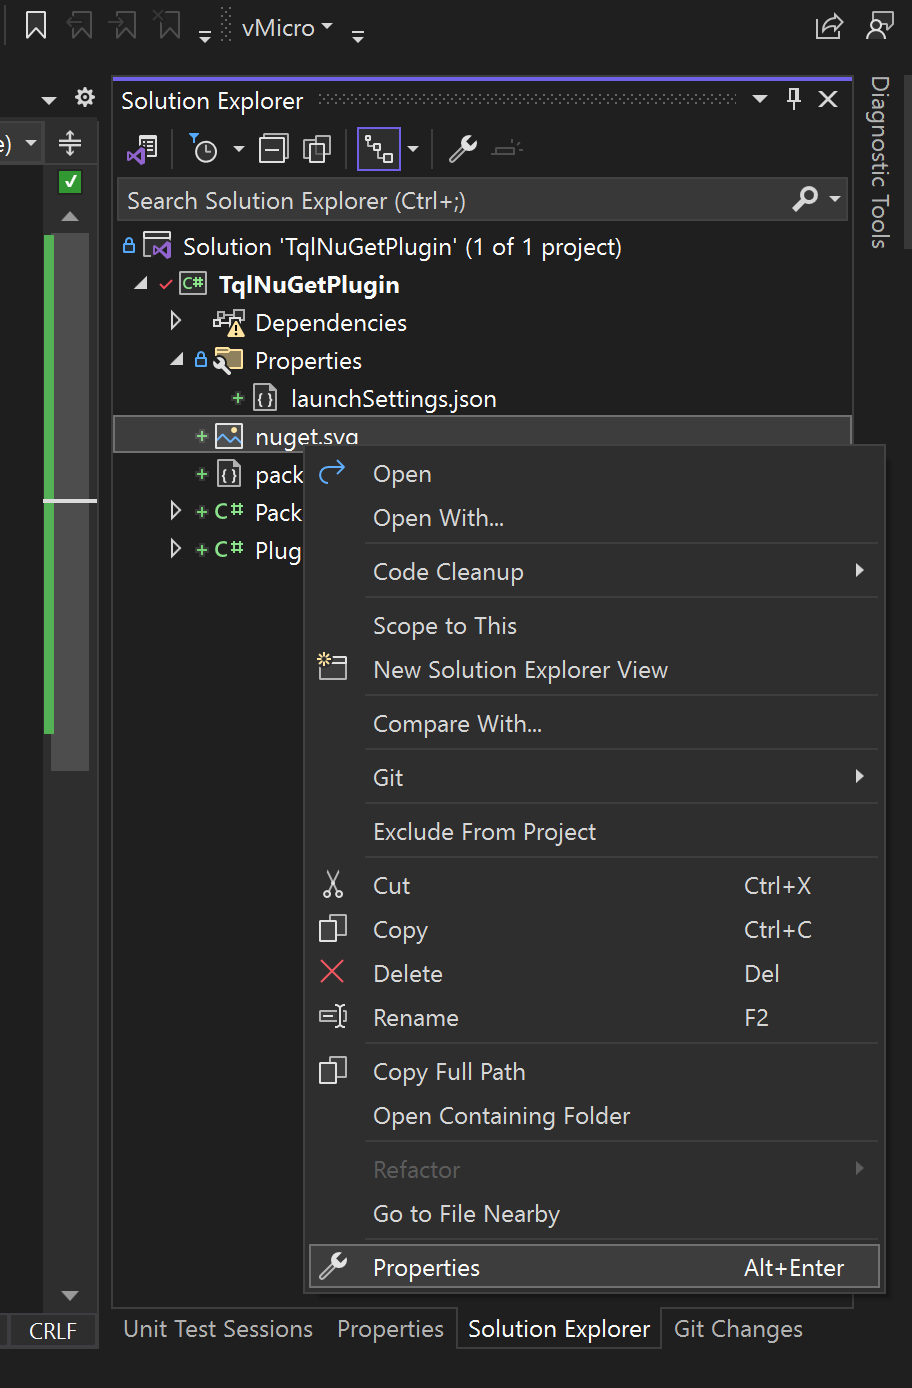 vMicro
Solution Explorer
Diagnostic Tools
e)
Search Solution Explorer (Ctrl+;)
Solution 'TqlNuGetPlugin' (1 of 1 project)
C# TqlNuGetPlugin
Dependencies
Properties
{} launchSettings.json
nuget.svg
{} pack
C# Pack
C# Plug
Open
Open With...
Code Cleanup
Scope to This
New Solution Explorer View
Compare With...
Git
Exclude From Project
Cut Ctrl+X
Copy Ctrl+C
Delete Del
Rename F2
Copy Full Path
Open Containing Folder
Refactor
Go to File Nearby
Properties Alt+Enter
CRLF
Unit Test Sessions Properties Solution Explorer Git Changes